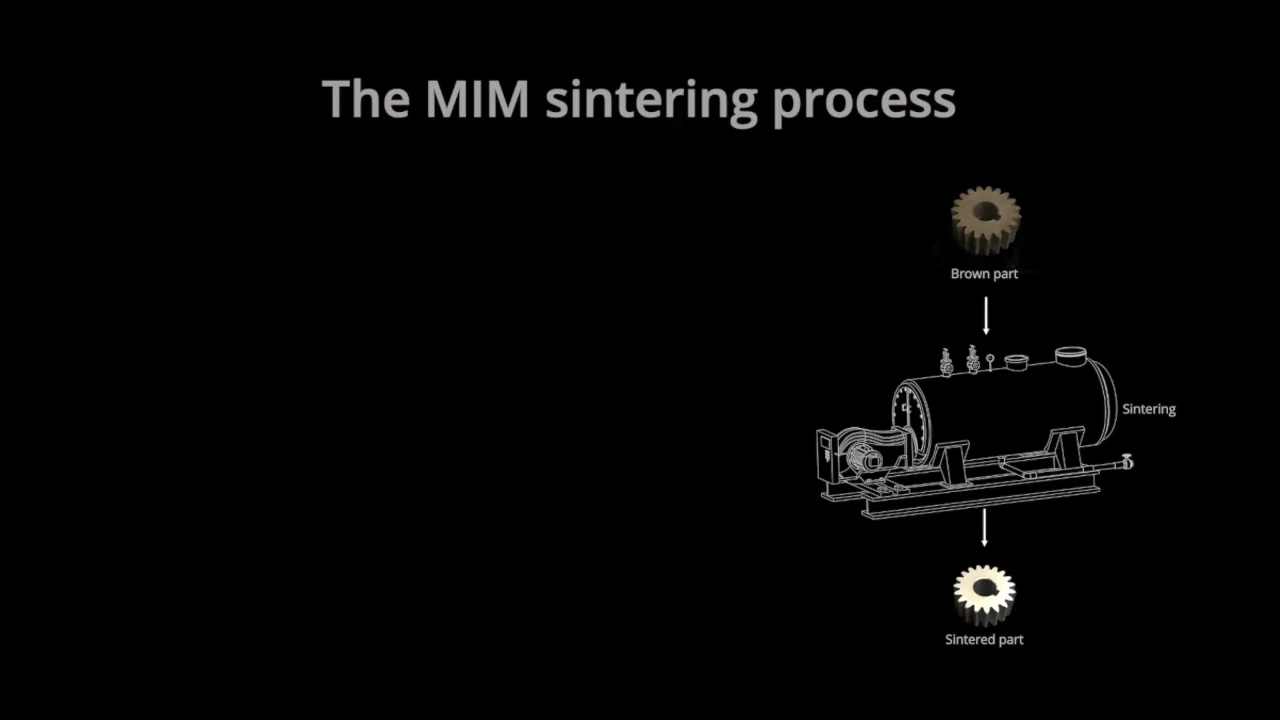 The MIM sintering process
Brown part
Sintering
Sintered part